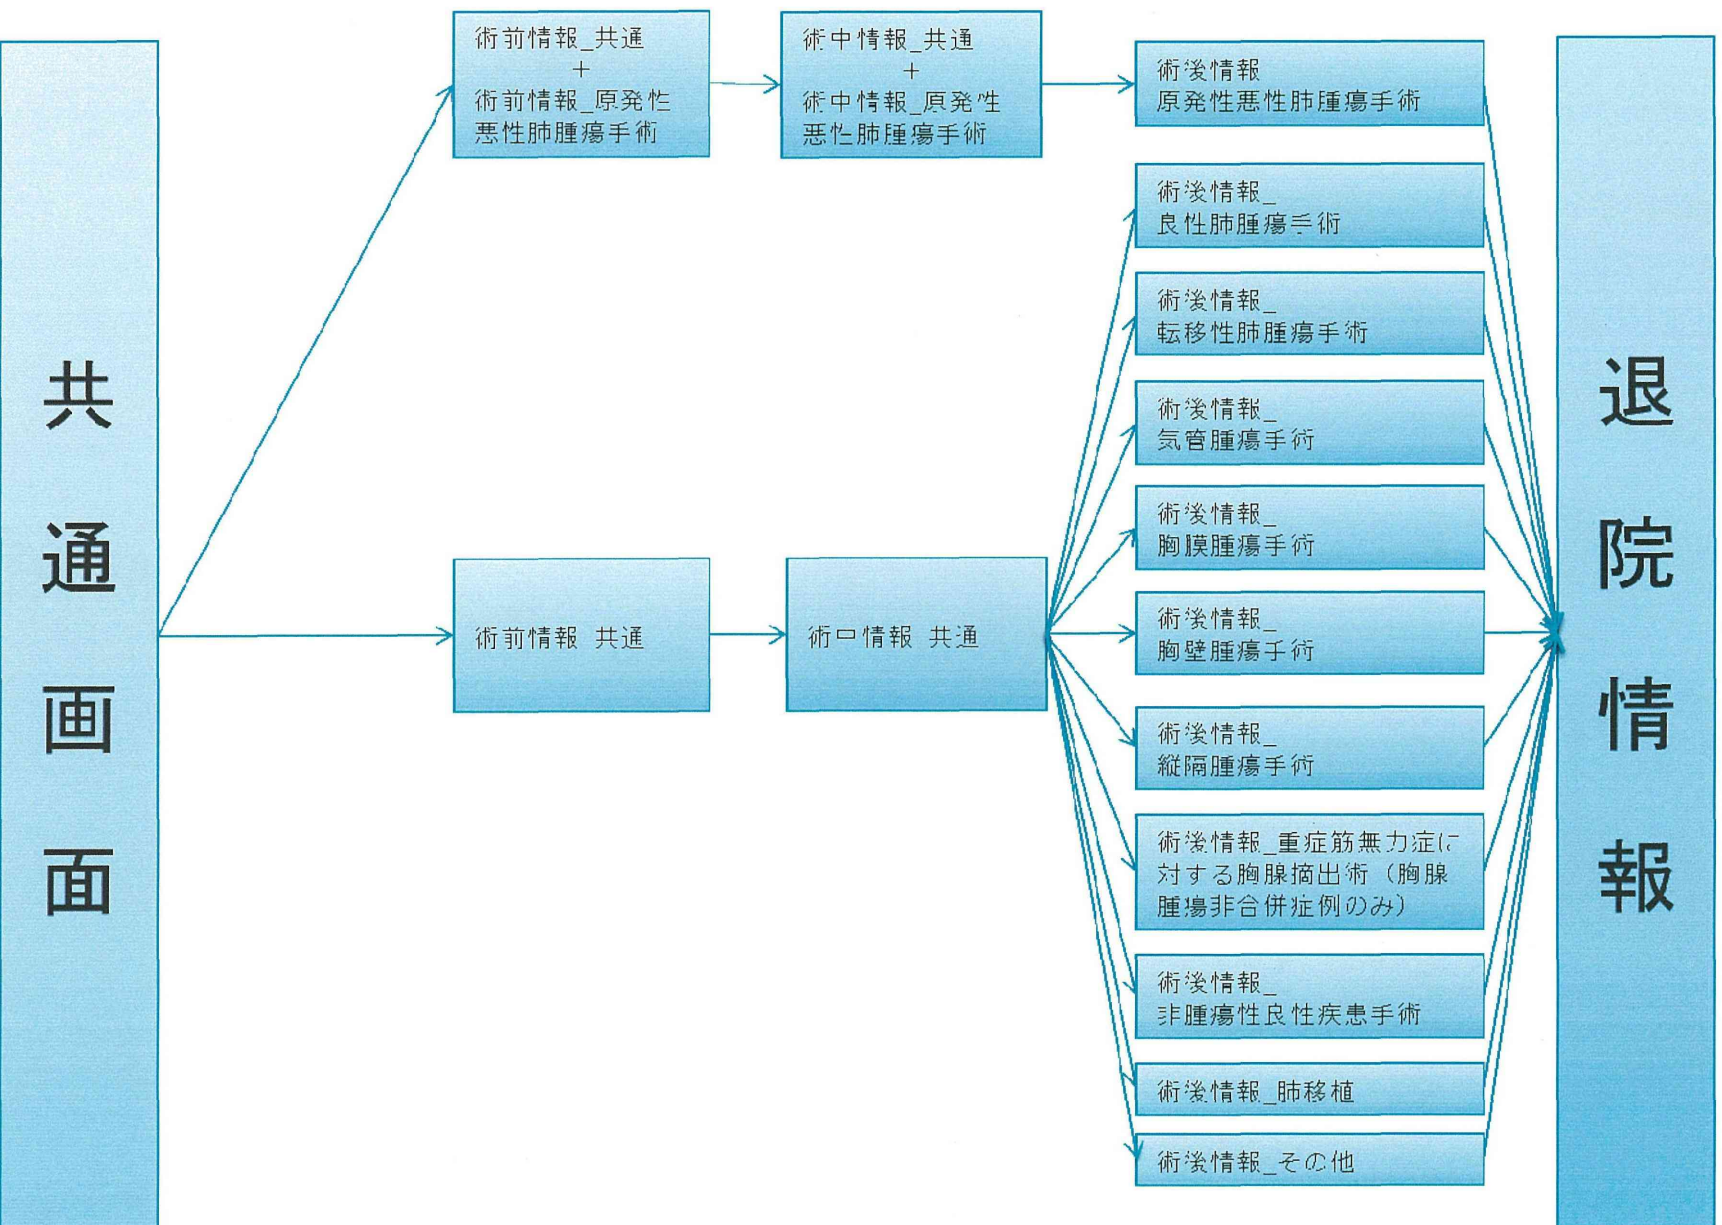 共通画面
術前情報_共通
+
術前情報_原発性
悪性肺腫瘍手術
術中情報_共通
+
術中情報_原発性
悪性肺腫瘍手術
術後情報
原発性悪性肺腫瘍手術
術後情報_
良性肺腫瘍手術
術後情報_
転移性肺腫瘍手術
術後情報_
気管腫瘍手術
術後情報_
胸膜腫瘍手術
術前情報 共通
術中情報 共通
術後情報_
胸壁腫瘍手術
術後情報_
縦隔腫瘍手術
術後情報_重症筋無力症に
対する胸腺摘出術（胸腺
腫瘍非合併症例のみ）
術後情報_
非腫瘍性良性疾患手術
術後情報_肺移植
術後情報_その他
退院情報